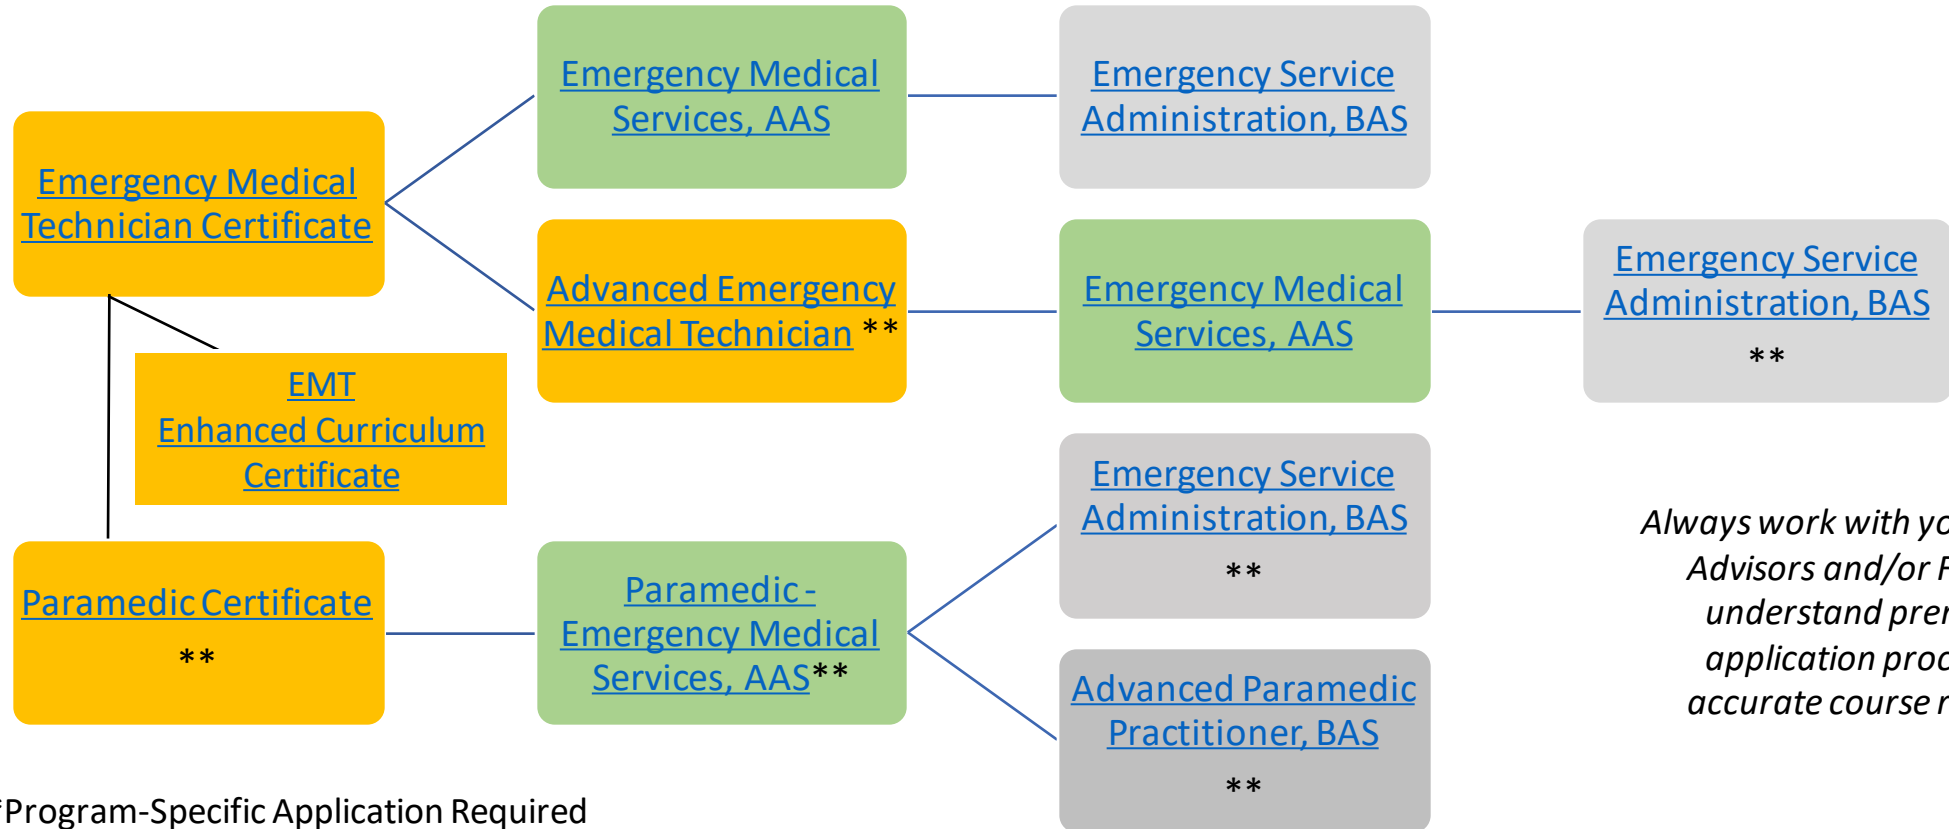 Emergency Medical
Technician Certificate
Emergency Medical
Services, AAS
Emergency Service
Administration, BAS
Advanced Emergency
Medical Technician **
Emergency Medical
Services, AAS
Emergency Service
Administration, BAS
**
EMT
Enhanced Curriculum
Certificate
Paramedic Certificate
**
Paramedic -
Emergency Medical
Services, AAS**
Emergency Service
Administration, BAS
**
Advanced Paramedic
Practitioner, BAS
**
Always work with
Advisors and/or
understand
application
accurate course
*Program-Specific Application Required